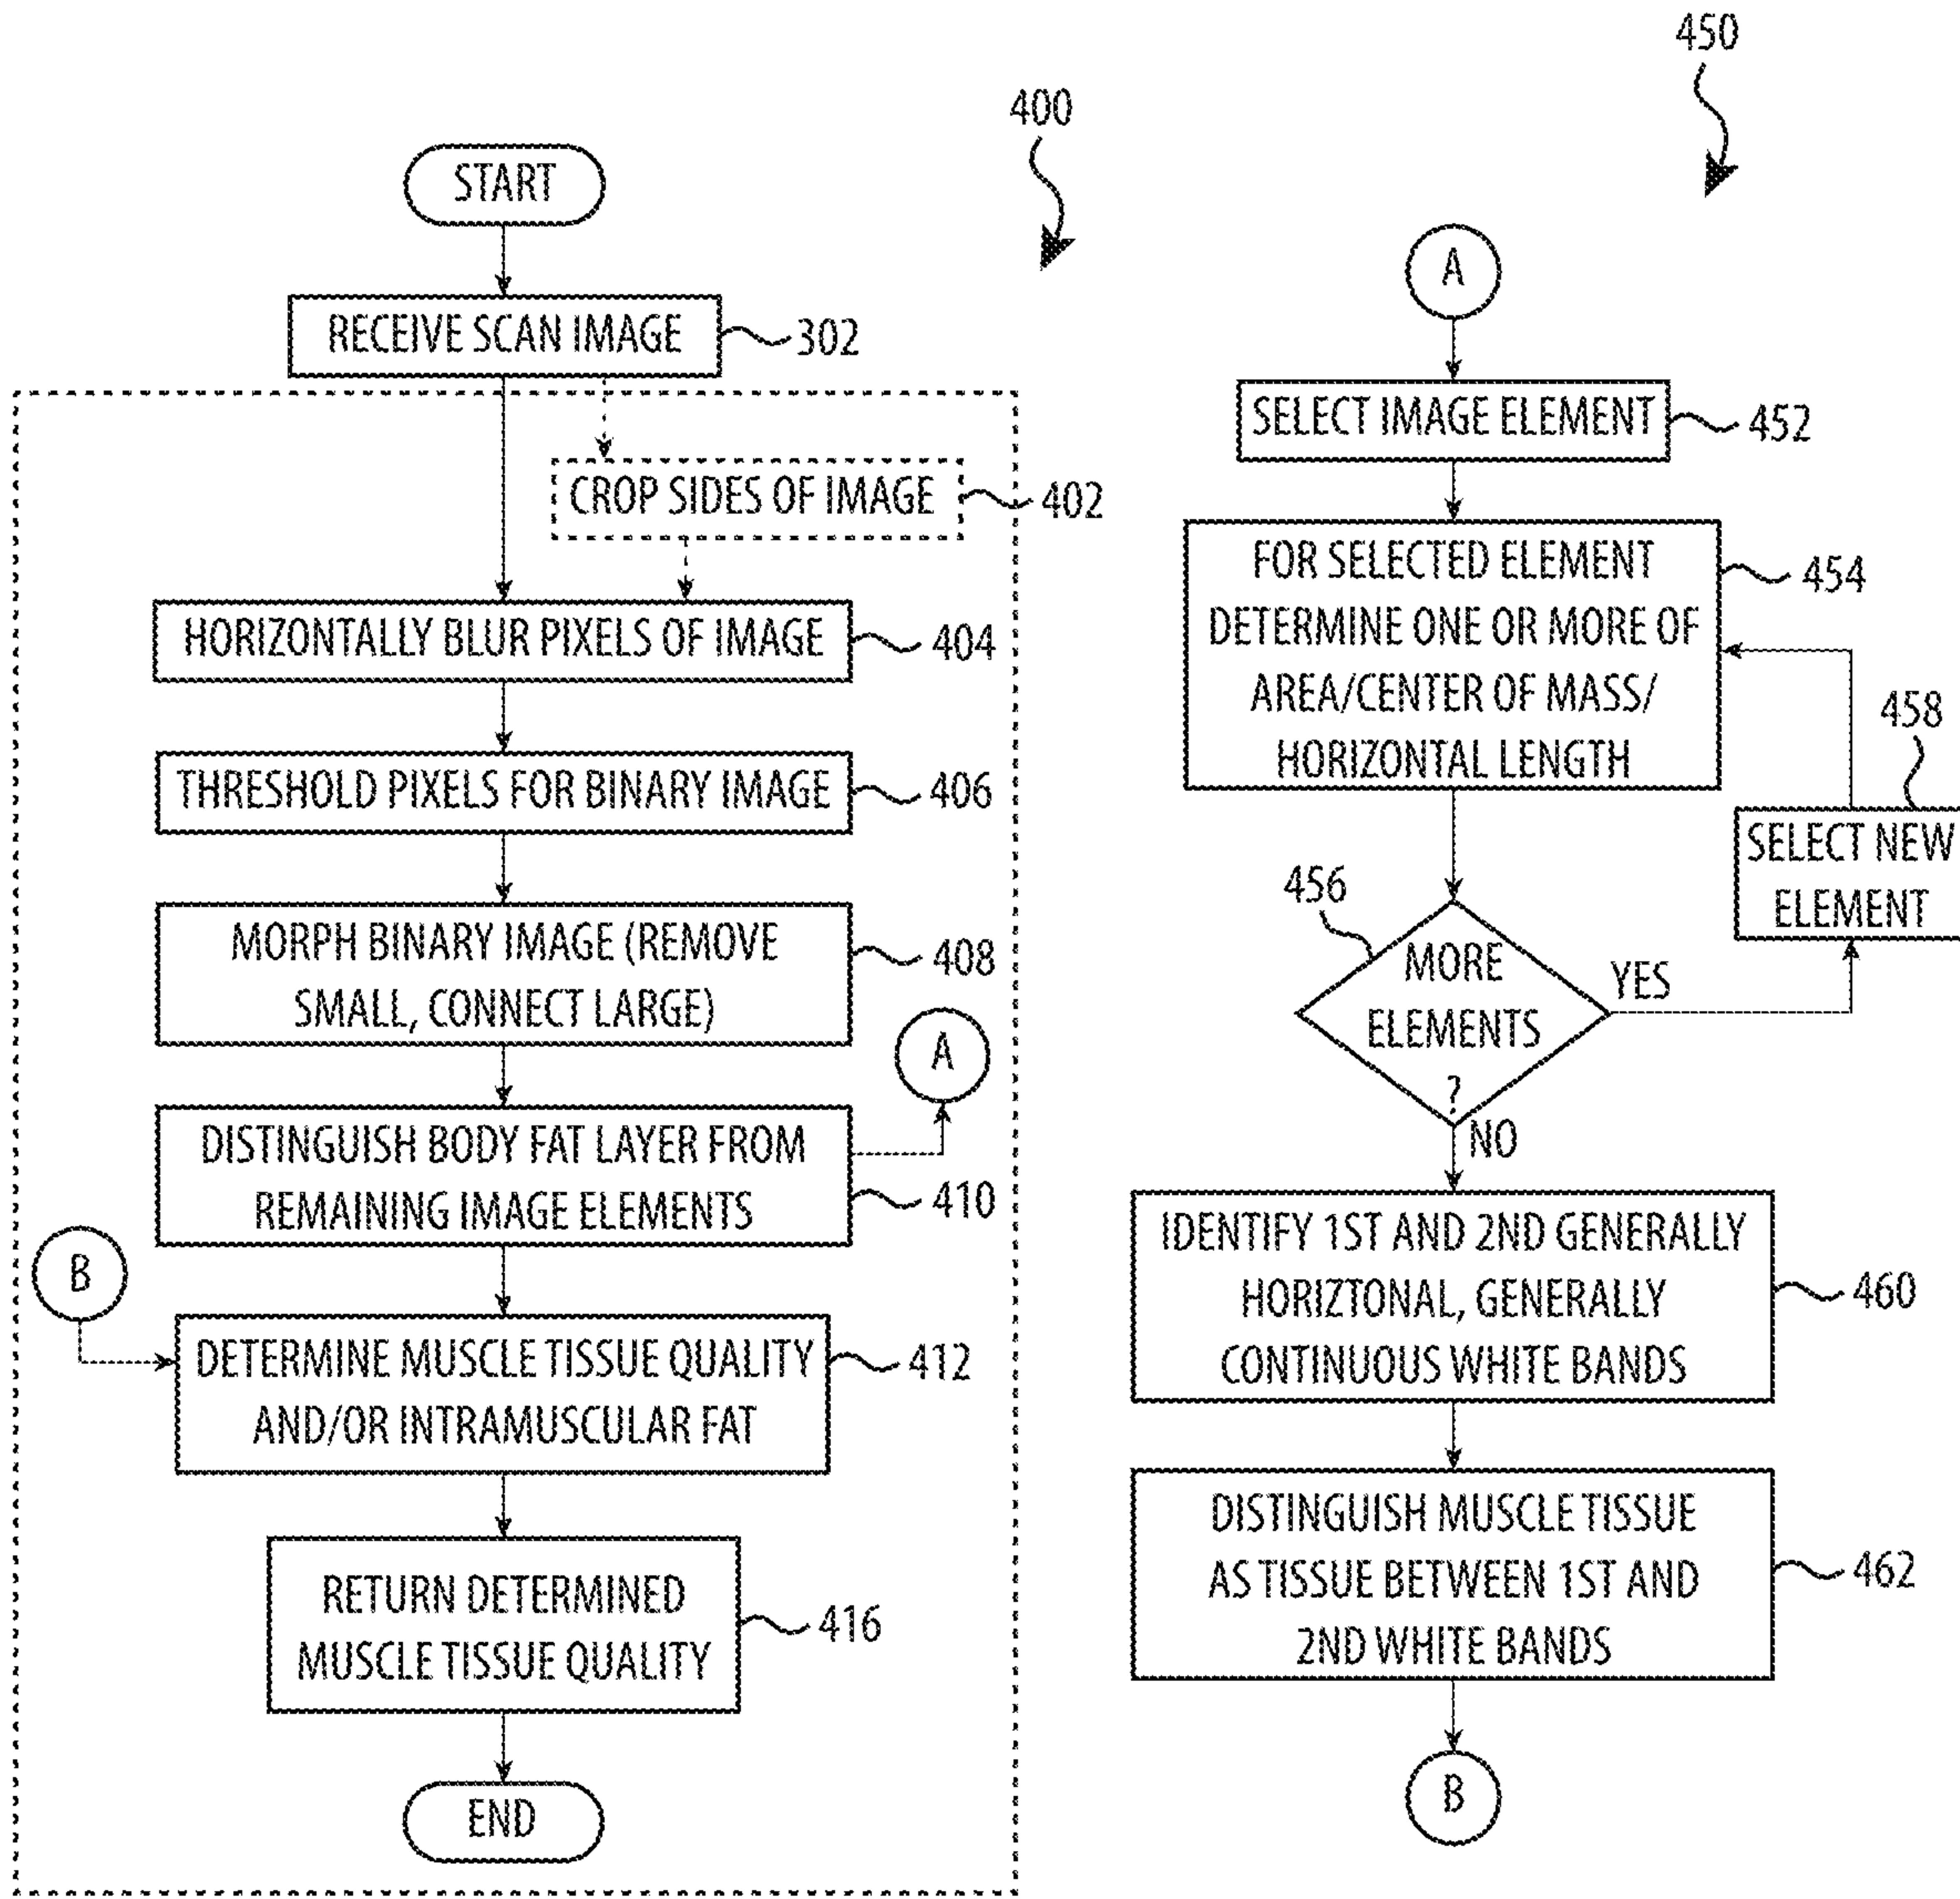 400
START
RECEIVE SCAN IMAGE
302
CROP SIDES OF IMAGE
402
HORIZONTALLY BLUR PIXELS OF IMAGE
404
THRESHOLD PIXELS FOR BINARY IMAGE
406
MORPH BINARY IMAGE (REMOVE
SMALL, CONNECT LARGE)
408
A
DISTINGUISH BODY FAT LAYER FROM
REMAINING IMAGE ELEMENTS
410
B
DETERMINE MUSCLE TISSUE QUALITY
AND/OR INTRAMUSCULAR FAT
412
RETURN DETERMINED
MUSCLE TISSUE QUALITY
416
END
450
A
SELECT IMAGE ELEMENT
452
FOR SELECTED ELEMENT
DETERMINE ONE OR MORE OF
AREA/CENTER OF MASS/
HORIZONTAL LENGTH
454
458
SELECT NEW
ELEMENT
456
MORE
ELEMENTS
?
YES
NO
IDENTIFY 1ST AND 2ND GENERALLY
HORIZTONAL, GENERALLY
CONTINUOUS WHITE BANDS
460
DISTINGUISH MUSCLE TISSUE
AS TISSUE BETWEEN 1ST AND
2ND WHITE BANDS
462
B